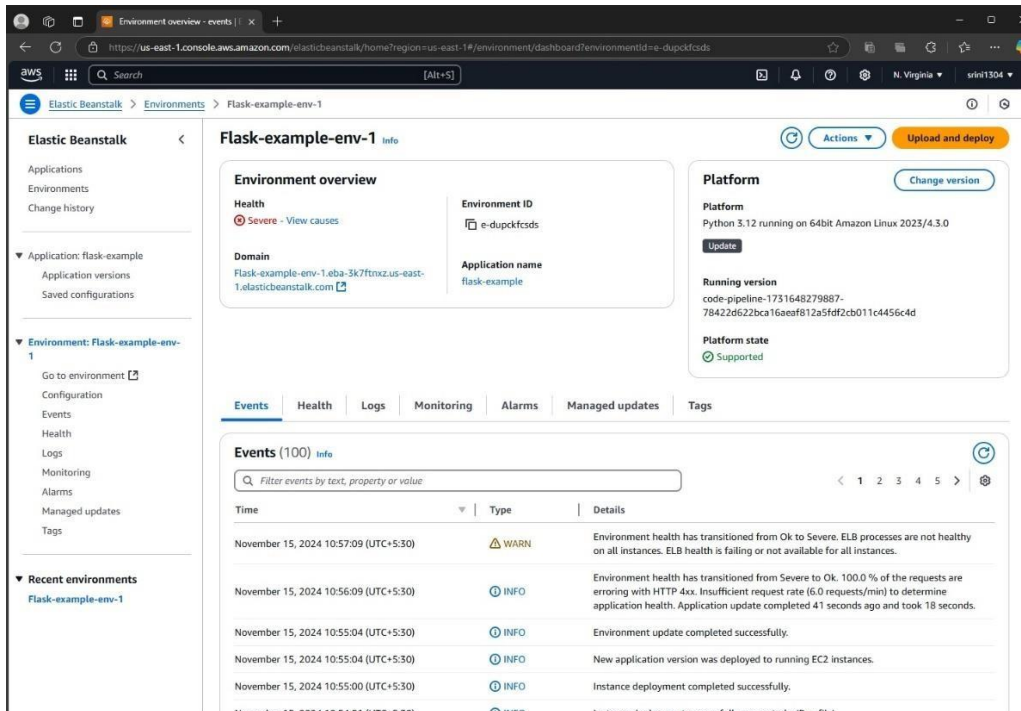 Environment overview - events |
https://us-east-1.console.aws.amazon.com/elasticbeanstalk/home?region=us-east-1#/environment/dashboard?environmentId=e-dupckfcsds
aws
Search
[Alt+S]
N. Virginia
srini1304
Elastic Beanstalk > Environments > Flask-example-env-1
Elastic Beanstalk
Applications
Environments
Change history
Application: flask-example
Application versions
Saved configurations
Environment: Flask-example-env-
1
Go to environment
Configuration
Events
Health
Logs
Monitoring
Alarms
Managed updates
Tags
Recent environments
Flask-example-env-1
Flask-example-env-1 Info
Actions
Upload and deploy
Environment overview
Health
Severe - View causes
Environment ID
e-dupckfcsds
Domain
Flask-example-env-1.eba-3k7ftnxz.us-east-
1.elasticbeanstalk.com
Application name
flask-example
Platform
Change version
Platform
Python 3.12 running on 64bit Amazon Linux 2023/4.3.0
Update
Running version
code-pipeline-1731648279887-
78422d622bca16aeaf812a5fdf2cb011c4456c4d
Platform state
Supported
Events Health Logs Monitoring Alarms Managed updates Tags
Events (100) Info
Filter events by text, property or value
< 1 2 3 4 5 >
Time Type Details
November 15, 2024 10:57:09 (UTC+5:30) WARN Environment health has transitioned from Ok to Severe. ELB processes are not healthy
on all instances. ELB health is failing or not available for all instances.
November 15, 2024 10:56:09 (UTC+5:30) INFO Environment health has transitioned from Severe to Ok. 100.0 % of the requests are
erroring with HTTP 4xx. Insufficient request rate (6.0 requests/min) to determine
application health. Application update completed 41 seconds ago and took 18 seconds.
November 15, 2024 10:55:04 (UTC+5:30) INFO Environment update completed successfully.
November 15, 2024 10:55:04 (UTC+5:30) INFO New application version was deployed to running EC2 instances.
November 15, 2024 10:55:00 (UTC+5:30) INFO Instance deployment completed successfully.